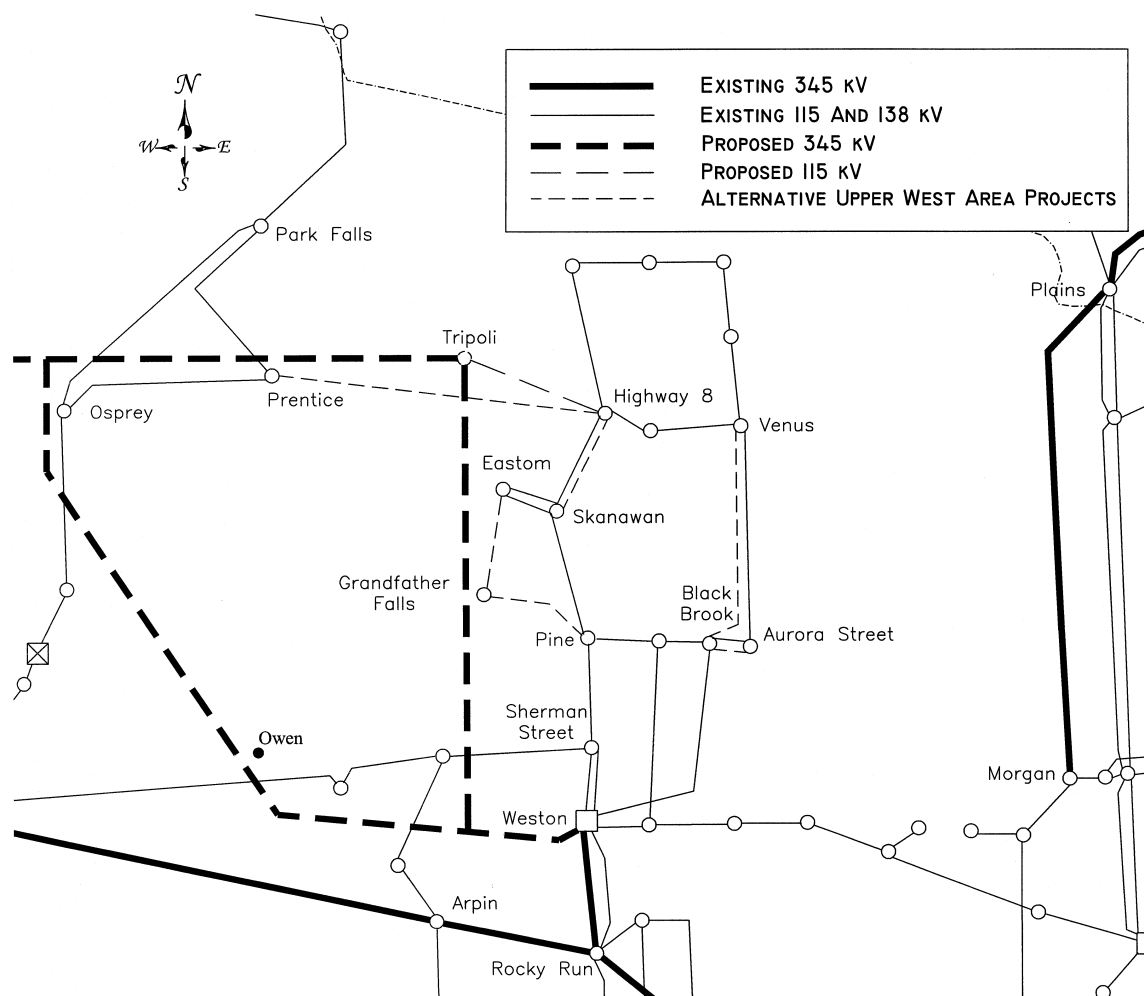 N
W E
S
EXISTING 345 KV
EXISTING 115 AND 138 KV
PROPOSED 345 KV
PROPOSED 115 KV
ALTERNATIVE UPPER WEST AREA PROJECTS
Park Falls
Plains
Tripoli
Prentice
Highway 8
Osprey
Venus
Eastom
Skanawan
Grandfather
Falls
Black
Brook
Pine
Aurora Street
Sherman
Street
Owen
Morgan
Weston
Arpin
Rocky Run